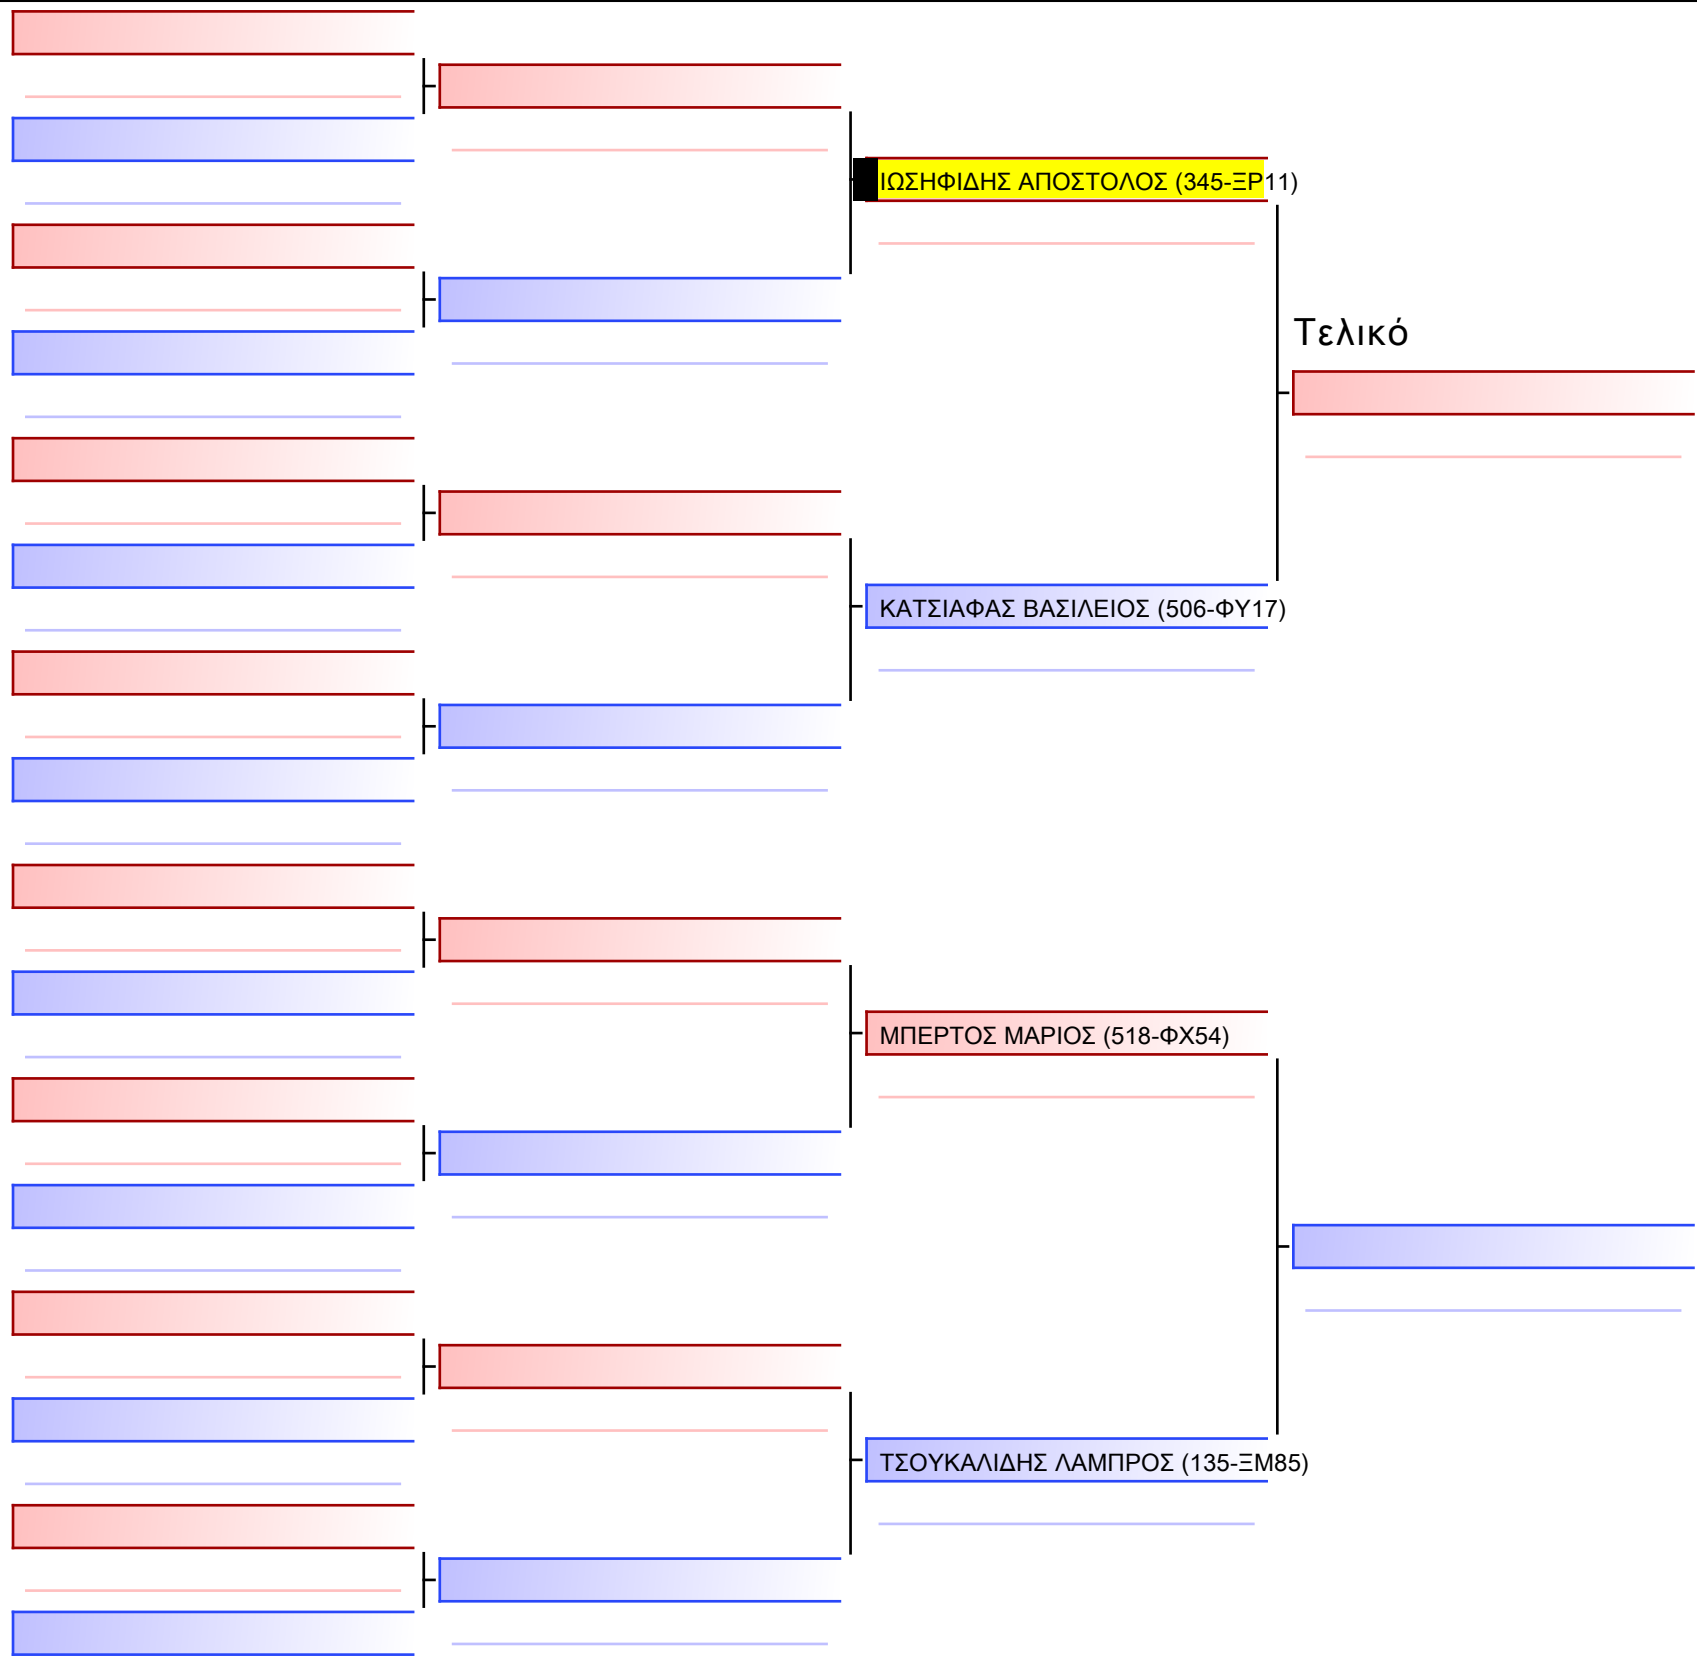 ΙΩΣΗΦΙΔΗΣ ΑΠΟΣΤΟΛΟΣ (345-ΞΡ11)
Τελικό
ΚΑΤΣΙΑΦΑΣ ΒΑΣΙΛΕΙΟΣ (506-ΦΥ17)
ΜΠΕΡΤΟΣ ΜΑΡΙΟΣ (518-ΦΧ54)
ΤΣΟΥΚΑΛΙΔΗΣ ΛΑΜΠΡΟΣ (135-ΞΜ85)